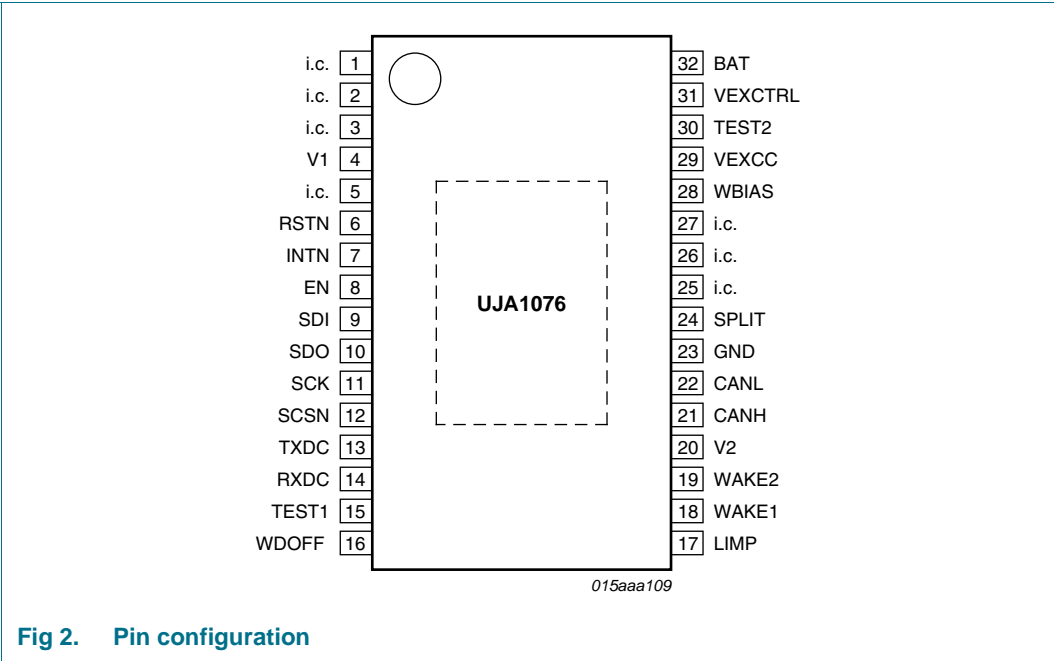 i.c. 1 32 BAT
i.c. 2 31 VEXCTRL
i.c. 3 30 TEST2
V1 4 29 VEXCC
i.c. 5 28 WBIAS
RSTN 6 27 i.c.
INTN 7 26 i.c.
EN 8 25 i.c.
UJA1076
SDI 9 24 SPLIT
SDO 10 23 GND
SCK 11 22 CANL
SCSN 12 21 CANH
TXDC 13 20 V2
RXDC 14 19 WAKE2
TEST1 15 18 WAKE1
WDOFF 16 17 LIMP
015aaa109
Fig 2. Pin configuration